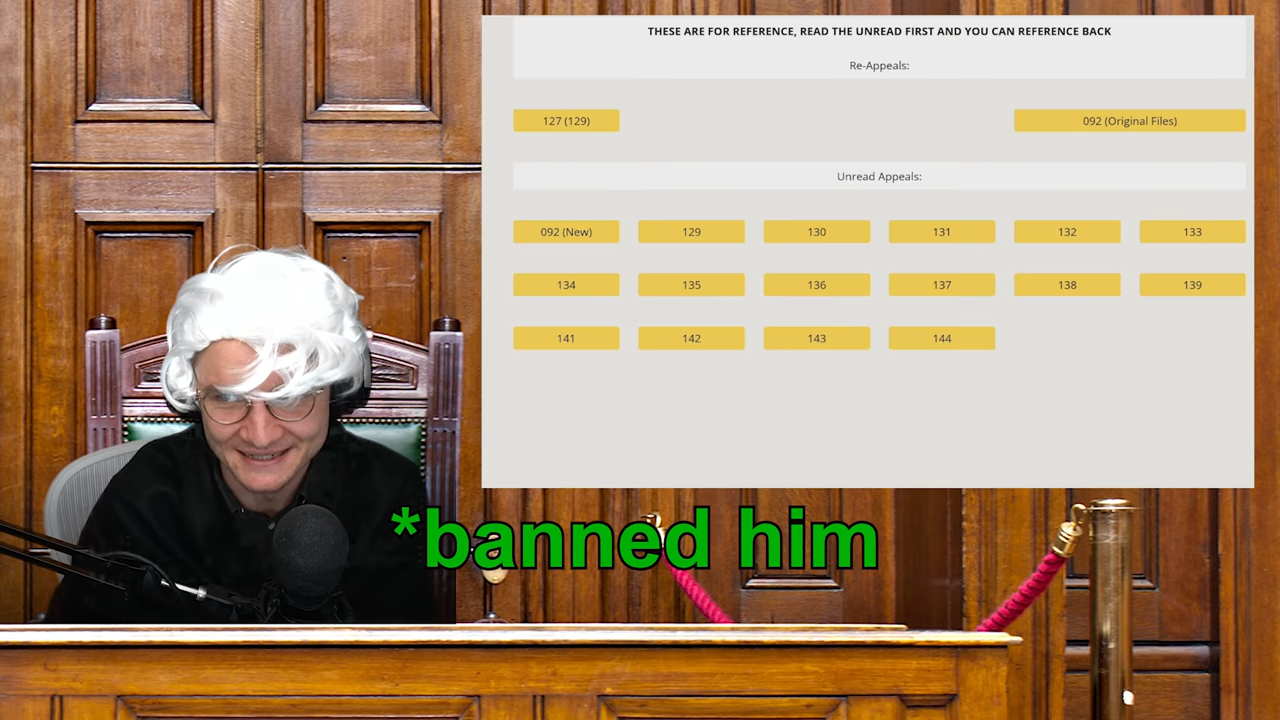 THESE ARE FOR REFERENCE, READ THE UNREAD FIRST AND YOU CAN REFERENCE BACK
Re-Appeals:
127 (129) 092 (Original Files)
Unread Appeals:
092 (New) 129 130 131 132 133
134 135 136 137 138 139
141 142 143 144
*banned him